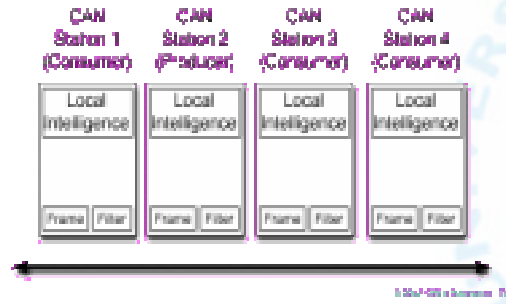 CAN
Station 1
(Consumer)
CAN
Station 2
(Producer)
CAN
Station 3
(Consumer)
CAN
Station 4
(Consumer)
Local
Intelligence
Local
Intelligence
Local
Intelligence
Local
Intelligence
Frame Filter
Frame Filter
Frame Filter
Frame Filter